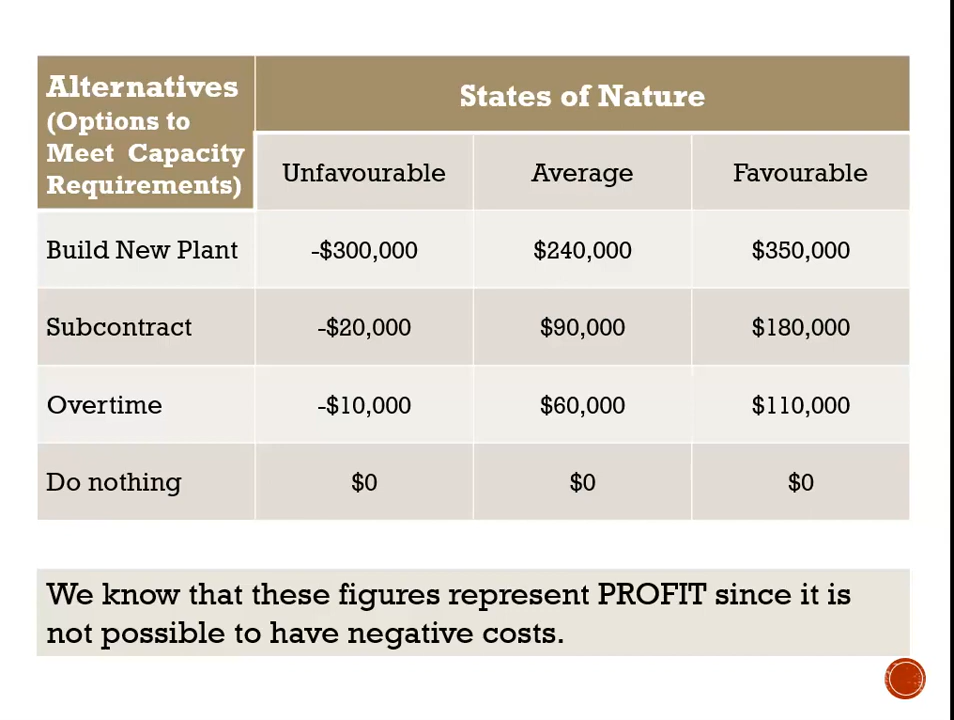 Alternatives
(Options to
Meet Capacity
Requirements)
States of Nature
Unfavourable Average Favourable
Build New Plant -$300,000 $240,000 $350,000
Subcontract -$20,000 $90,000 $180,000
Overtime -$10,000 $60,000 $110,000
Do nothing $0 $0 $0
We know that these figures represent PROFIT since it is
not possible to have negative costs.